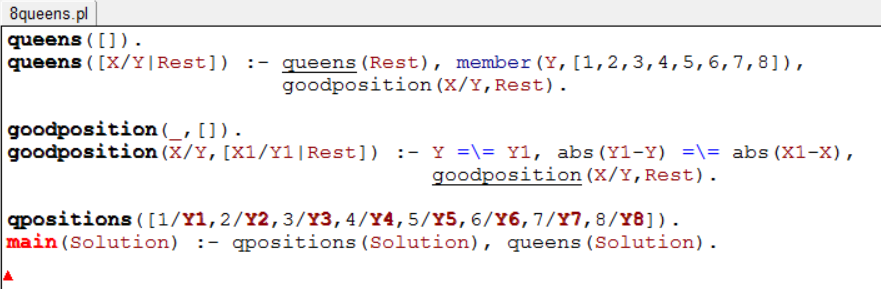 8queens.pl
queens([]).
queens([X/Y|Rest]) :- queens(Rest), member(Y,[1,2,3,4,5,6,7,8]),
goodposition(X/Y,Rest).
goodposition(_,[]).
goodposition(X/Y,[X1/Y1|Rest]) :- Y =\= Y1, abs(Y1-Y) =\= abs(X1-X),
goodposition(X/Y,Rest).
qpositions([1/Y1,2/Y2,3/Y3,4/Y4,5/Y5,6/Y6,7/Y7,8/Y8]).
main(Solution) :- qpositions(Solution), queens(Solution).